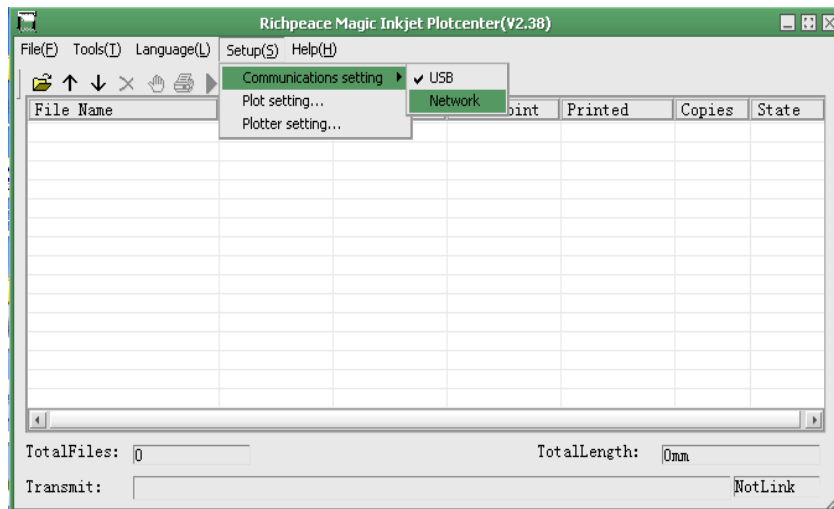 Richpeace Magic Inkjet Plotcenter(V2.38)
File(F) Tools(T) Language(L) Setup(S) Help(H)
Communications setting
USB
Plot setting...
Network
Plotter setting...
File Name Printed Copies State
TotalFiles: 0 TotalLength: 0mm
Transmit: NotLink